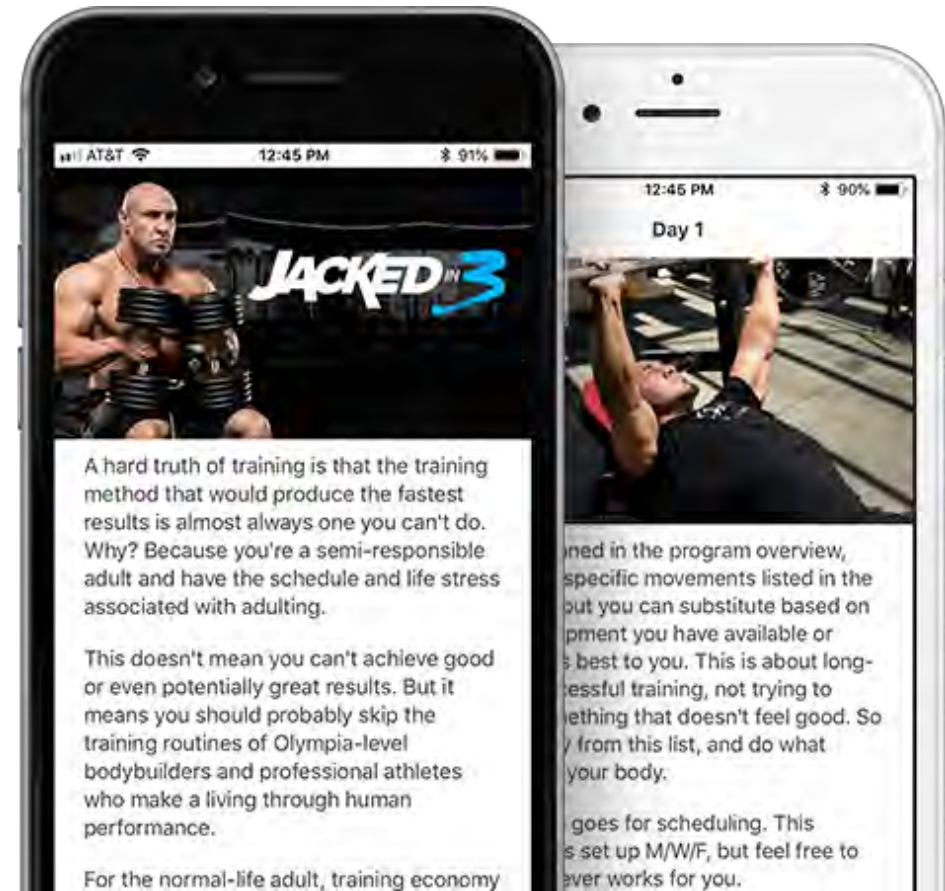 AT&T 12:45 PM 91%
JACKED IN 3
A hard truth of training is that the training
method that would produce the fastest
results is almost always one you can't do.
Why? Because you're a semi-responsible
adult and have the schedule and life stress
associated with adulting.
This doesn't mean you can't achieve good
or even potentially great results. But it
means you should probably skip the
training routines of Olympia-level
bodybuilders and professional athletes
who make a living through human
performance.
For the normal-life adult, training economy
12:45 PM 90%
Day 1
in the program overview,
specific movements listed in the
you can substitute based on
you have available or
best to you. This is about long-
training, not trying to
that doesn't feel good. So
from this list, and do what
your body.
goes for scheduling. This
set up M/W/F, but feel free to
works for you.